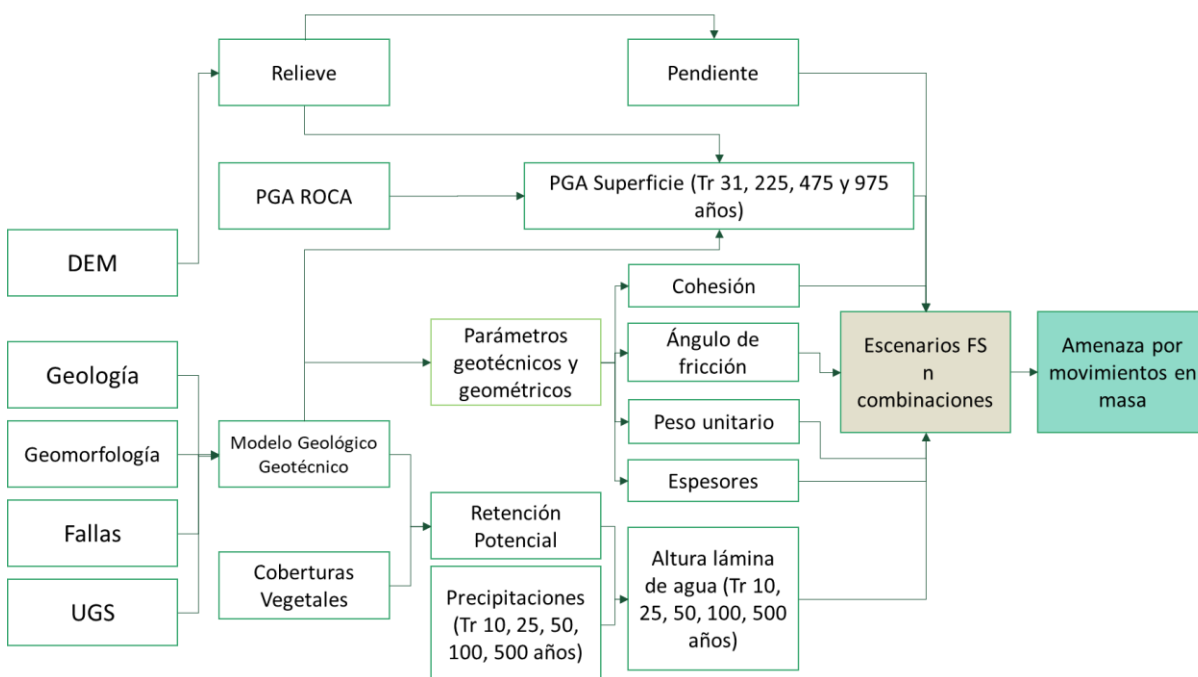 Relieve
Pendiente
PGA ROCA
PGA Superficie (Tr 31, 225, 475 y 975
años)
DEM
Geología
Geomorfología
Fallas
UGS
Modelo Geológico
Geotécnico
Coberturas
Vegetales
Parámetros
geotécnicos y
geométricos
Retención
Potencial
Precipitaciones
(Tr 10, 25, 50,
100, 500 años)
Cohesión
Ángulo de
fricción
Peso unitario
Espesores
Altura lámina
de agua (Tr 10,
25, 50, 100, 500
años)
Escenarios FS
n
combinaciones
Amenaza por
movimientos en
masa